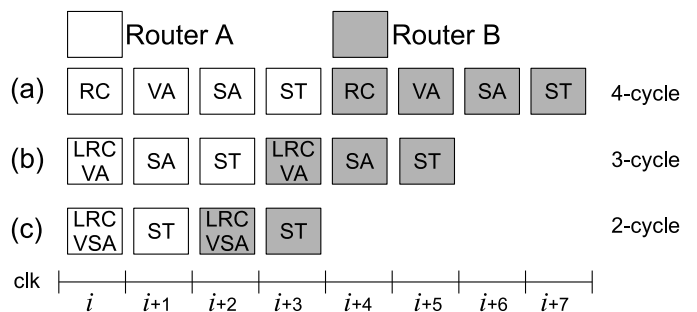 Router A Router B
(a) RC VA SA ST RC VA SA ST 4-cycle
(b) LRC VA SA ST LRC VA SA ST 3-cycle
(c) LRC VSA ST LRC VSA ST 2-cycle
clk
i i+1 i+2 i+3 i+4 i+5 i+6 i+7